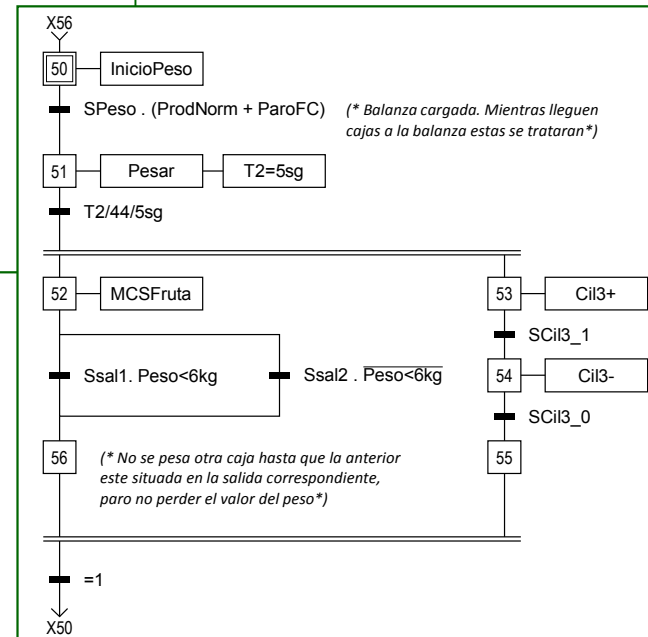 X56
50 InicioPeso
SPeso . (ProdNorm + ParoFC) (* Balanza cargada. Mientras lleguen
cajas a la balanza estas se trataran*)
51 Pesar T2=5sg
T2/44/5sg
52 MCSFruta 53 Cil3+
SCil3_1
Ssal1. Peso<6kg Ssal2 . Peso<6kg 54 Cil3-
SCil3_0
56 (* No se pesa otra caja hasta que la anterior 55
este situada en la salida correspondiente,
paro no perder el valor del peso*)
=1
X50